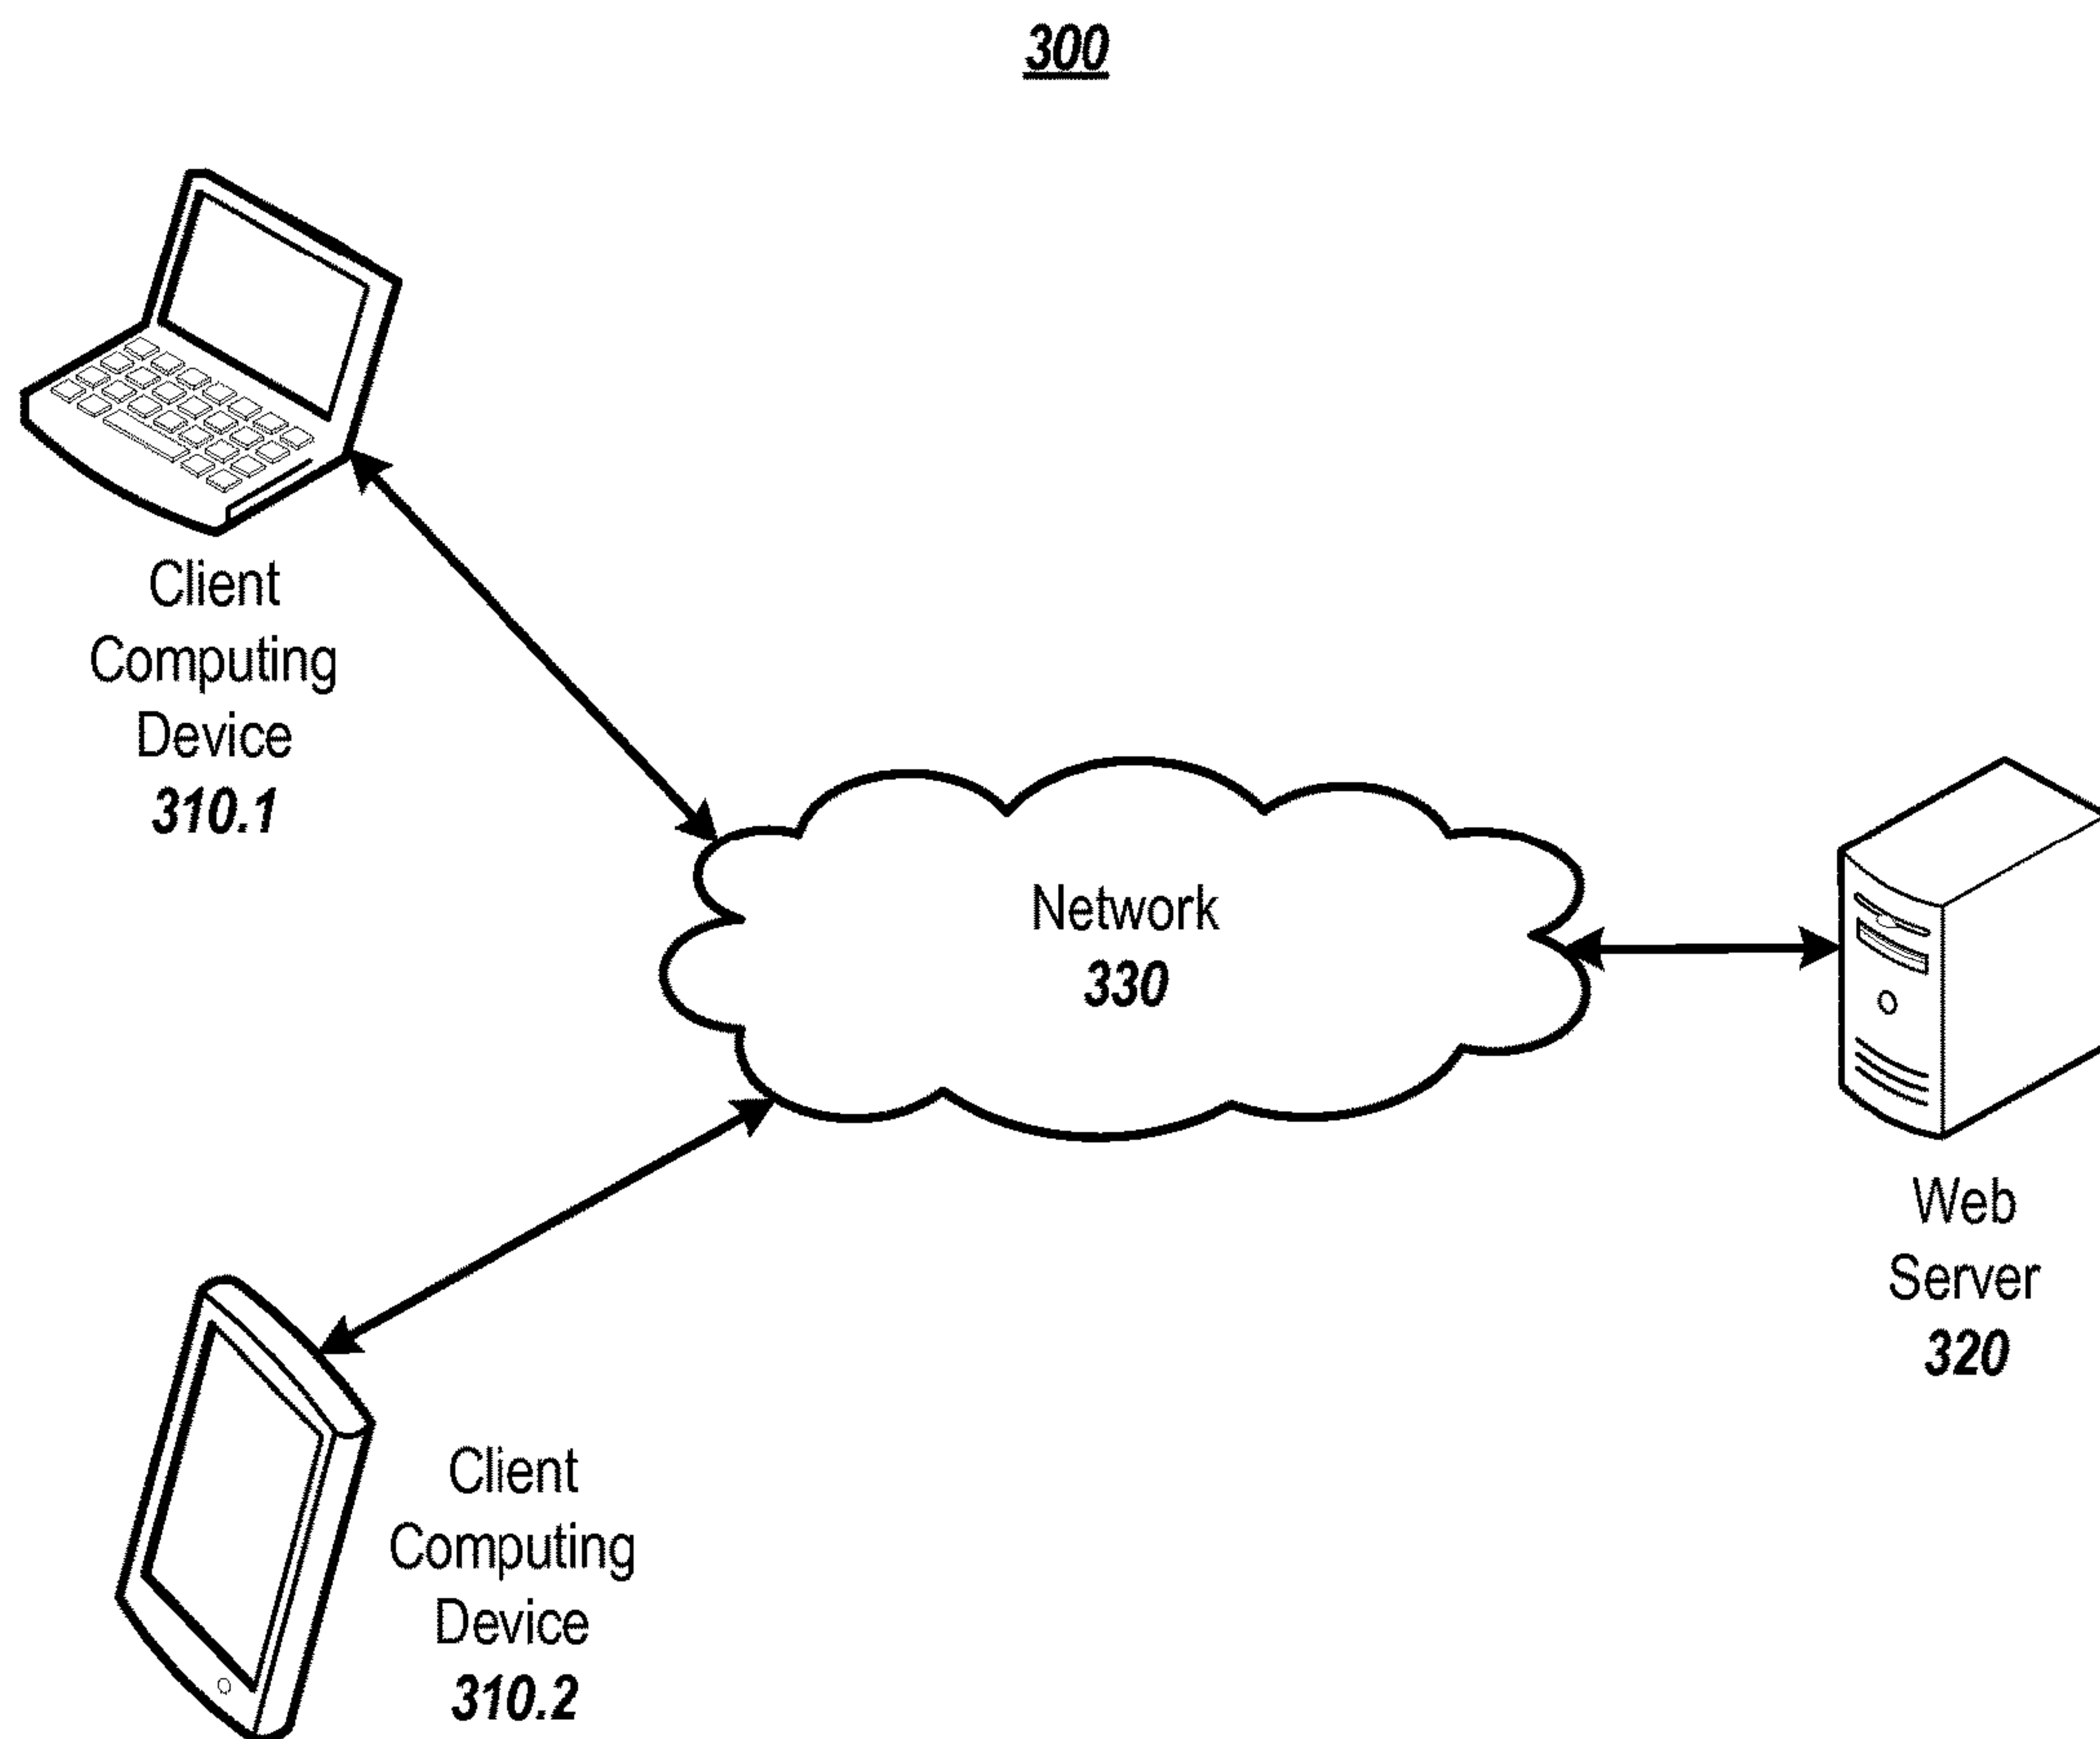 300
Client
Computing
Device
310.1
Network
330
Web
Server
320
Client
Computing
Device
310.2